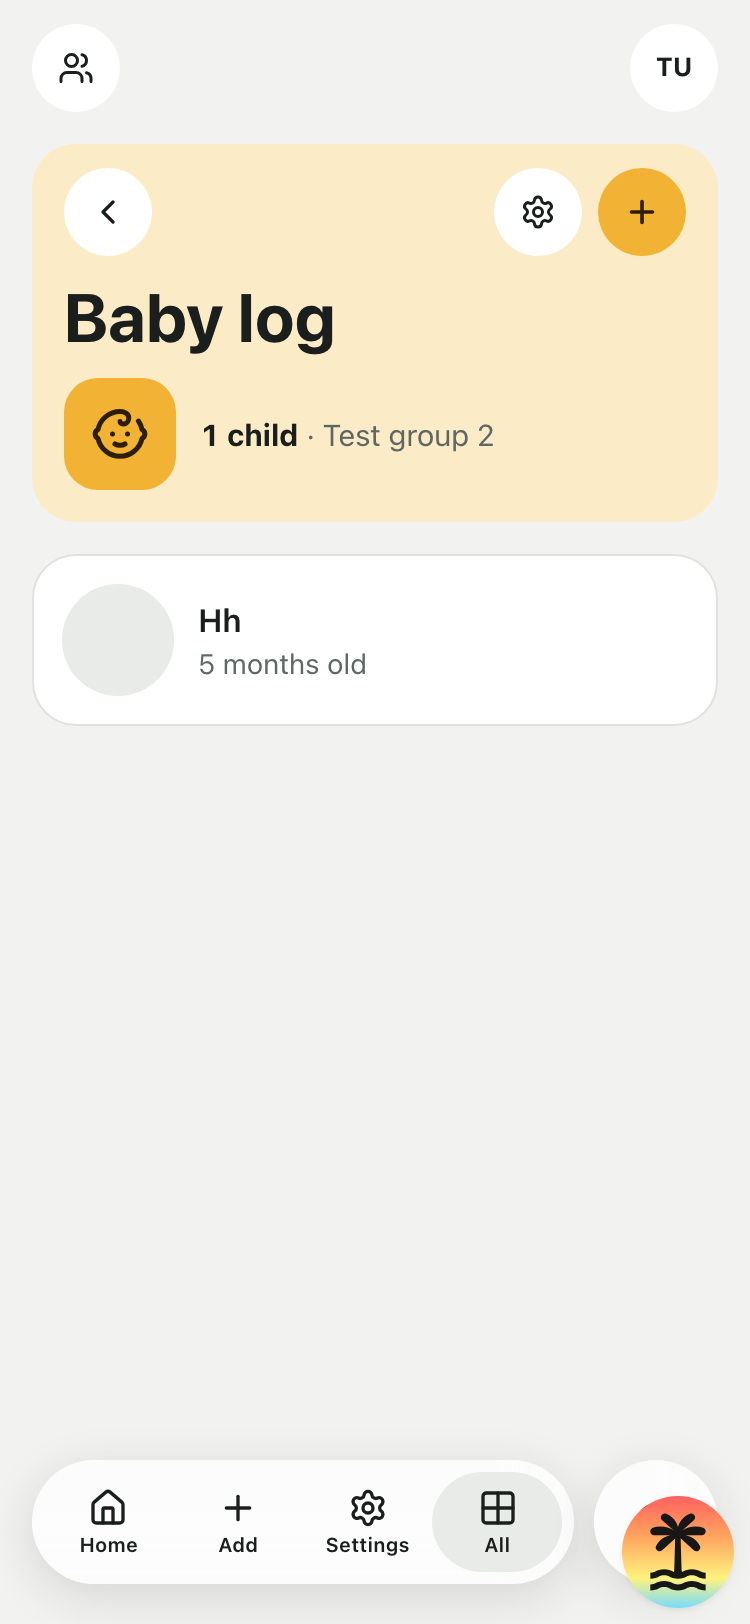 TU
Baby log
1 child · Test group 2
Hh
5 months old
Home Add Settings All